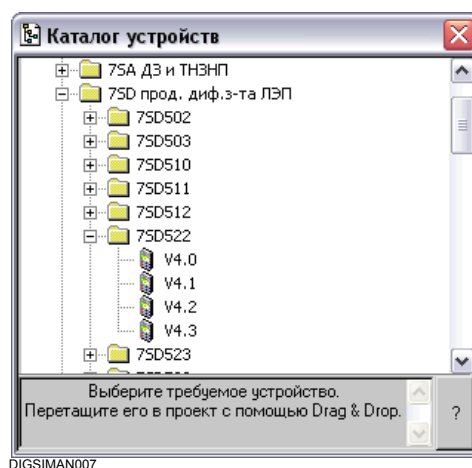 Каталог устройств
7SA ДЗ и ТНЗНП
7SD прод. диф.з-та ЛЭП
7SD502
7SD503
7SD510
7SD511
7SD512
7SD522
V4.0
V4.1
V4.2
V4.3
7SD523
Выберите требуемое устройство.
Перетащите его в проект с помощью Drag & Drop.
?
DIGSIMAN007